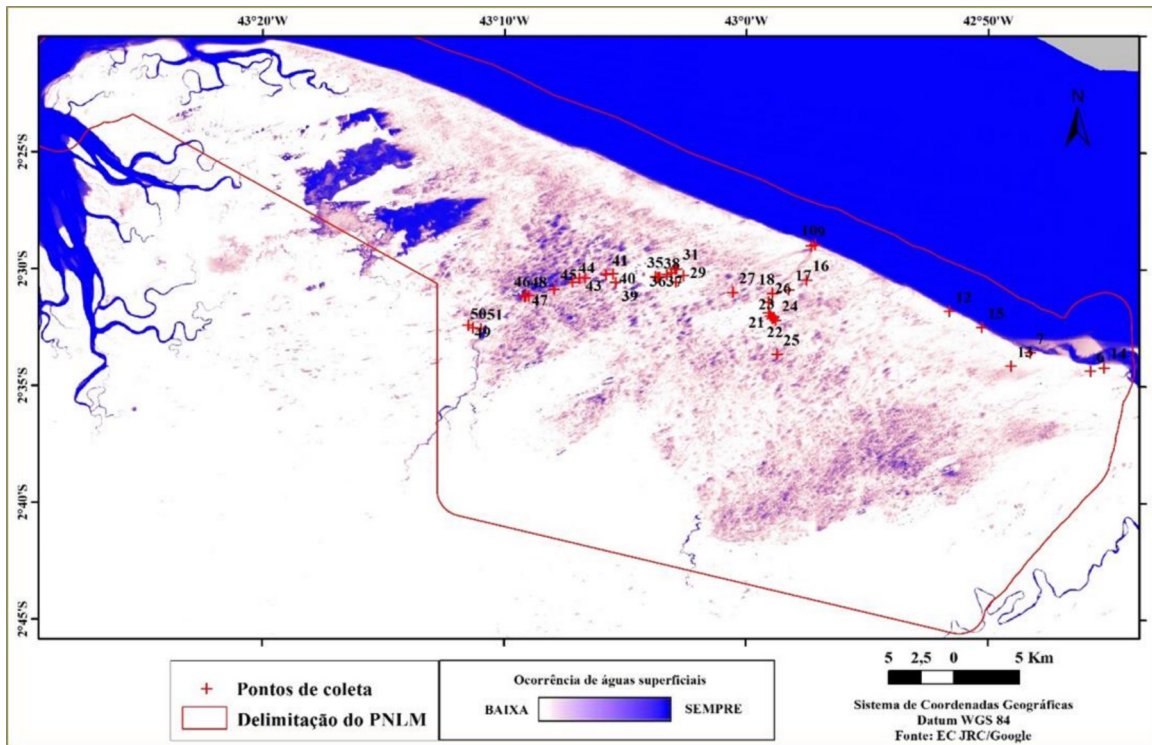 43°20'W 43°10'W 43°0'W 42°50'W
N
2°25'S
2°30'S
2°35'S
2°40'S
2°45'S
109
16
17
31
29
35 38
36 37
41
40
39
44
45
43
46 48
47
50 51
49
27
18
26
23
24
21
22
25
12
15
7
13
6
14
Pontos de coleta
Delimitação do PNLM
Ocorrência de águas superficiais
BAIXA SEMPRE
5 2,5 0 5 Km
Sistema de Coordenadas Geográficas
Datum WGS 84
Fonte: EC JRC/Google